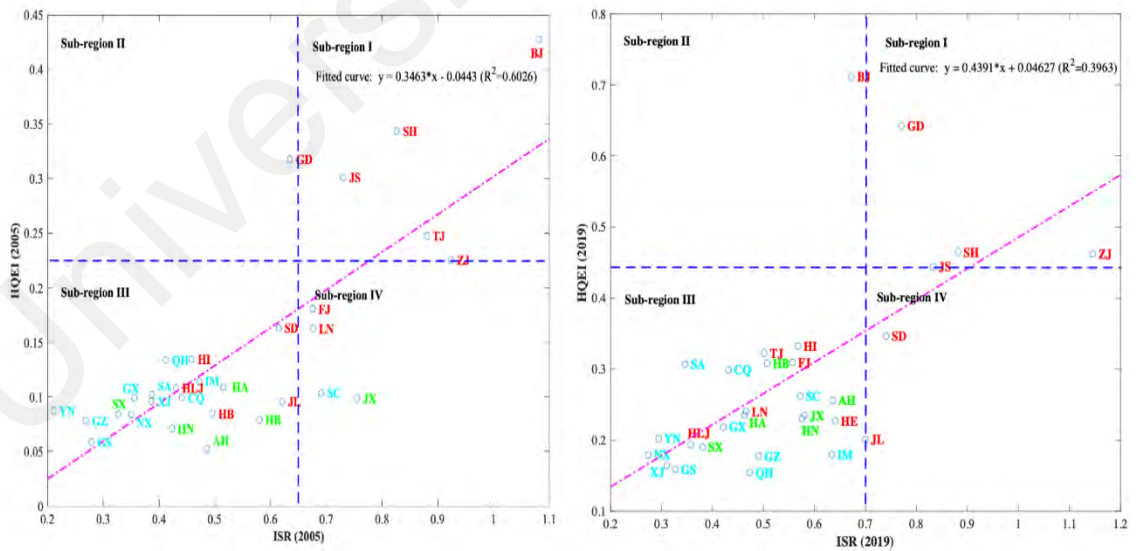 Univers
0.45
0.4
0.35
0.3
0.25
0.2
0.15
0.1
0.05
0
HQEI (2005)
Sub-region II
Sub-region I
BJ
Fitted curve: y = 0.3463*x - 0.0443 (R²=0.6026)
SH
GD
JS
TJ
ZJ
Sub-region III
Sub-region IV
FJ
SD
LN
QH
HI
IM
SA
HLJ
HA
GX
XJ
CQ
SC
JX
JL
SX
YN
HB
HB
GZ
NX
HN
GS
AH
0.2
0.3
0.4
0.5
0.6
0.7
0.8
0.9
1
1.1
ISR (2005)
0.8
0.7
0.6
0.5
0.4
0.3
0.2
0.1
HQEI (2019)
Sub-region II
Sub-region I
Fitted curve: y = 0.4391*x + 0.04627 (R²=0.3963)
BJ
GD
SH
ZJ
JS
Sub-region III
Sub-region IV
SD
HI
TJ
FJ
SA
HB
CQ
SC
AH
LN
JX
HA
HE
GX
HN
HLJ
YN
JL
SX
NX
GZ
IM
XJ
GS
QH
0.2
0.3
0.4
0.5
0.6
0.7
0.8
0.9
1
1.1
1.2
ISR (2019)